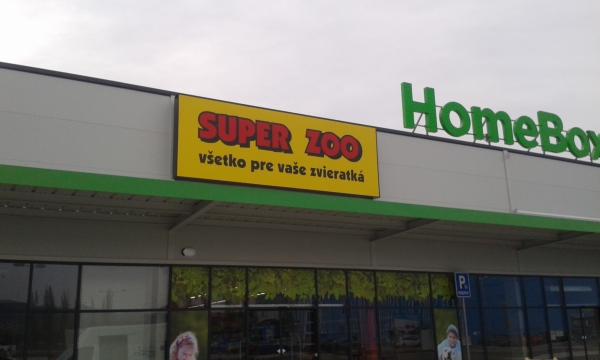 SUPER ZOO
všetko pre vaše zvieratká
HomeBox
P